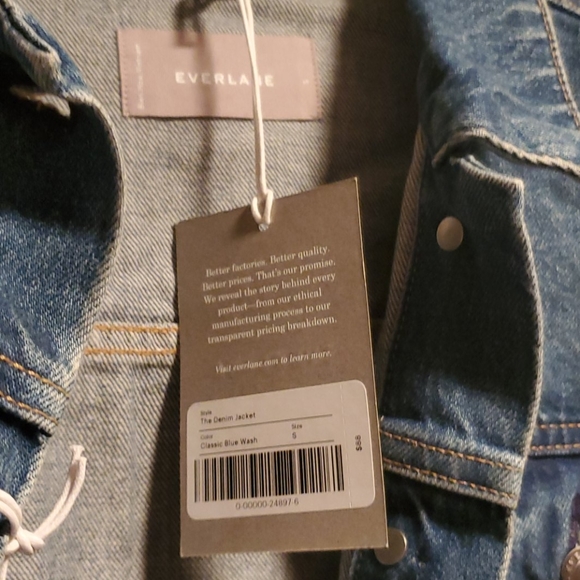 EVERLANE
Better factories. Better quality.
Better prices. That's our promise.
We reveal the story behind every
product—from our ethical
manufacturing process to our
transparent pricing breakdown.
Visit everlane.com to learn more.
Style
The Denim Jacket
Color
Size
Classic Blue Wash
S
$88
0-00000-24897-6